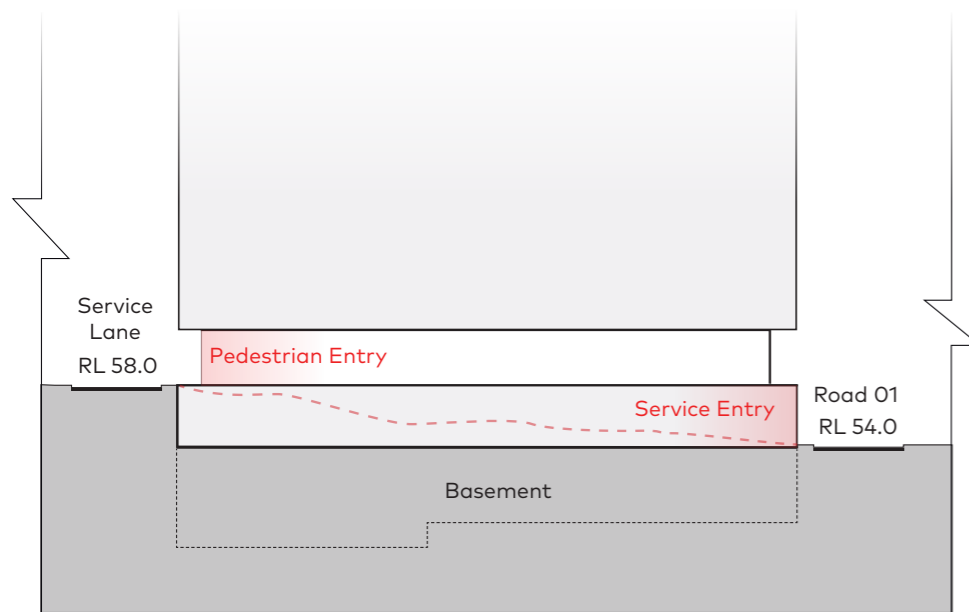 Service
Lane
RL 58.0
Pedestrian Entry
Service Entry
Road 01
RL 54.0
Basement